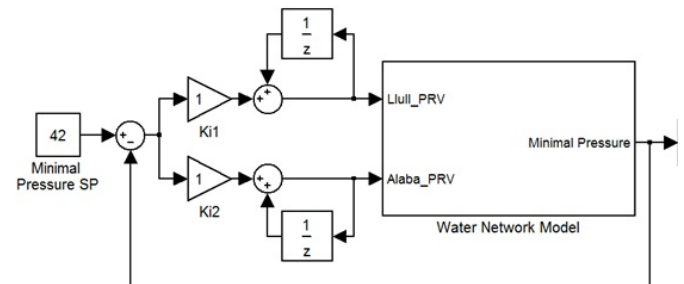 1
z
1
Ki1
+
+
Llull_PRV
42
Minimal
Pressure SP
+
−
Minimal Pressure
1
Ki2
+
+
Alaba_PRV
1
z
Water Network Model